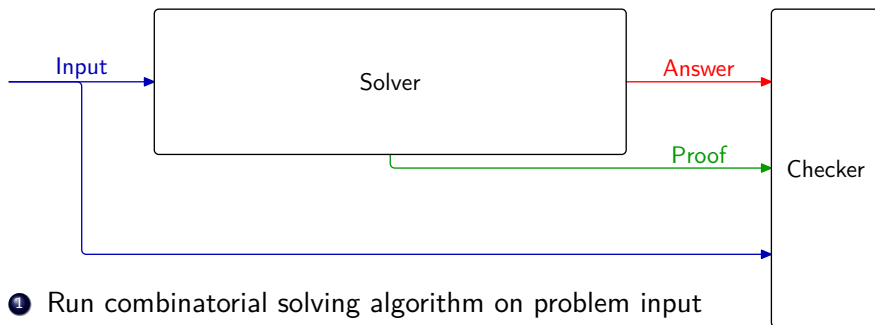 Input
Solver
Answer
Proof
Checker
1 Run combinatorial solving algorithm on problem input